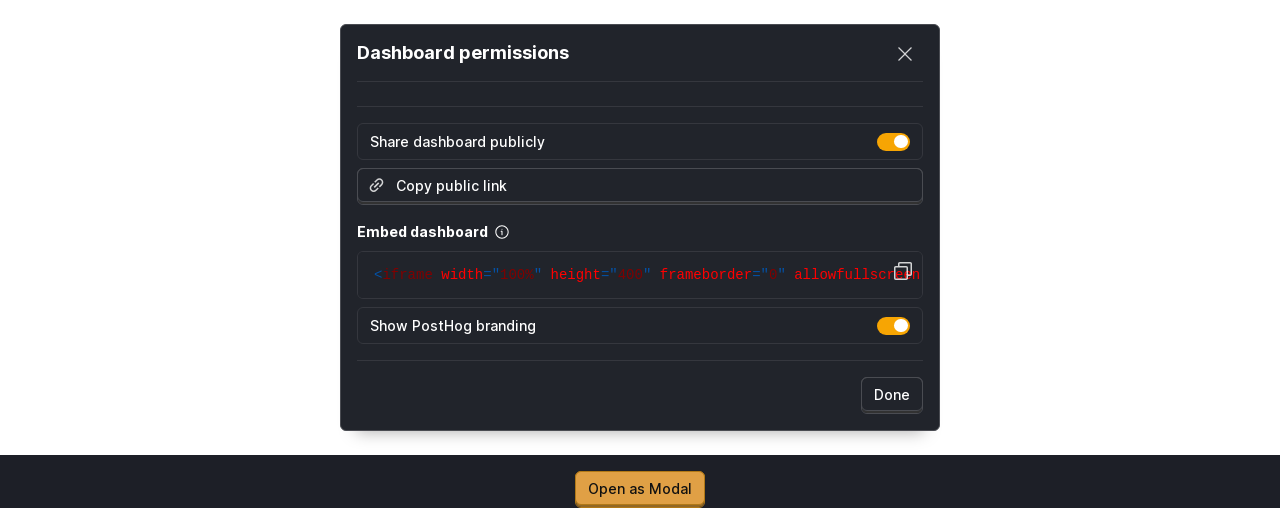 Dashboard permissions
Share dashboard publicly
Copy public link
Embed dashboard
<iframe width="100%" height="400" frameborder="0" allowfullscreen
Show PostHog branding
Done
Open as Modal